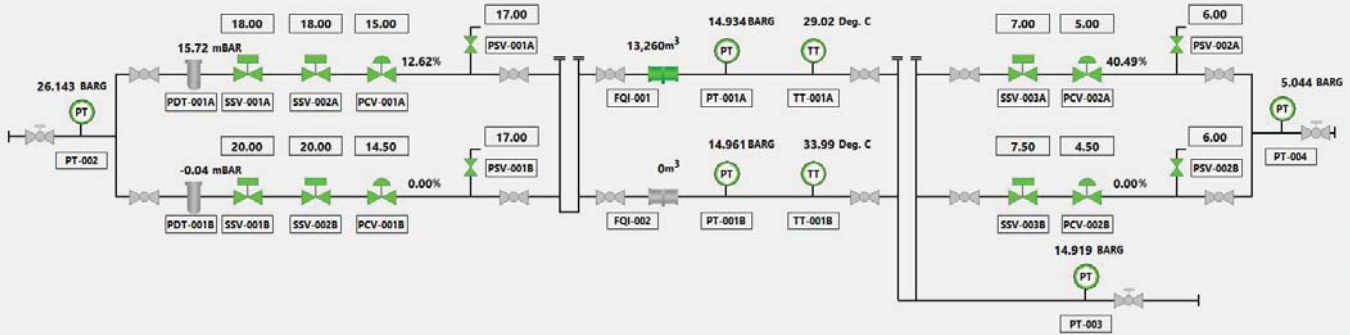 18.00 18.00 15.00 17.00 14.934 BARG 29.02 Deg. C 7.00 5.00 6.00
15.72 mBAR 12.62% PSV-001A 13,260m³ PT TT 40.49% PSV-002A
26.143 BARG PDT-001A SSV-001A SSV-002A PCV-001A FQI-001 PT-001A TT-001A SSV-003A PCV-002A 5.044 BARG
PT PT
PT-002 20.00 20.00 14.50 17.00 14.961 BARG 33.99 Deg. C 7.50 4.50 6.00 PT-004
-0.04 mBAR 0.00% PSV-001B 0m³ PT TT 0.00% PSV-002B
PDT-001B SSV-001B SSV-002B PCV-001B FQI-002 PT-001B TT-001B SSV-003B PCV-002B
14.919 BARG
PT
PT-003